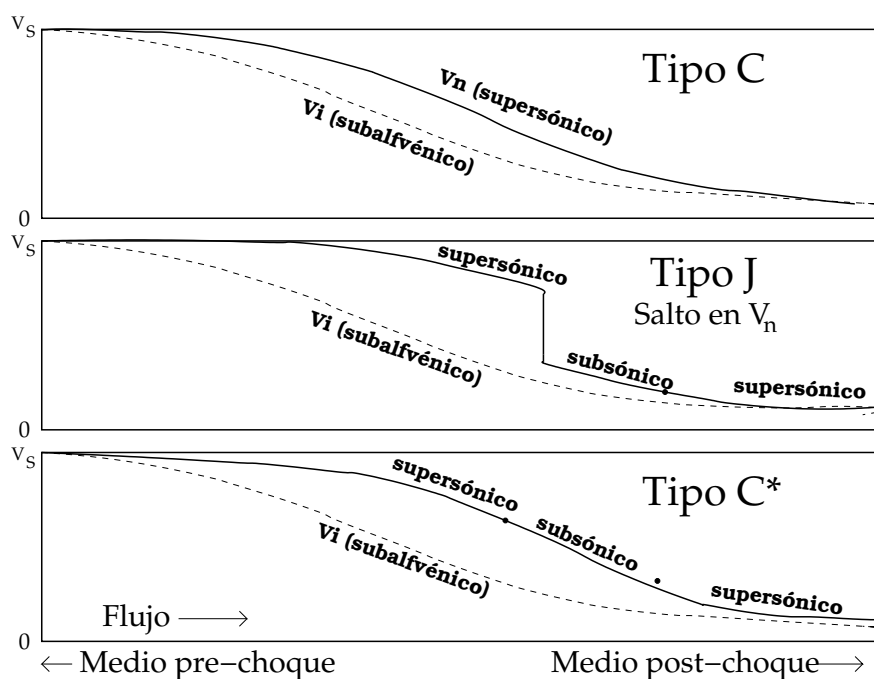 V_S
Tipo C
Vn (supersónico)
Vi (subalfvénico)
0
V_S
supersónico
Tipo J
Salto en V_n
Vi (subalfvénico)
subsónico
supersónico
0
V_S
supersónico
Tipo C*
subsónico
Vi (subalfvénico)
supersónico
Flujo →
0
← Medio pre−choque
Medio post−choque →